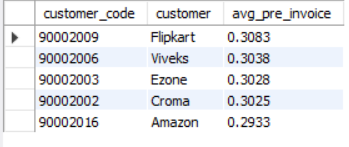 customer_code customer avg_pre_invoice
90002009 Flipkart 0.3083
90002006 Viveks 0.3038
90002003 Ezone 0.3028
90002002 Croma 0.3025
90002016 Amazon 0.2933